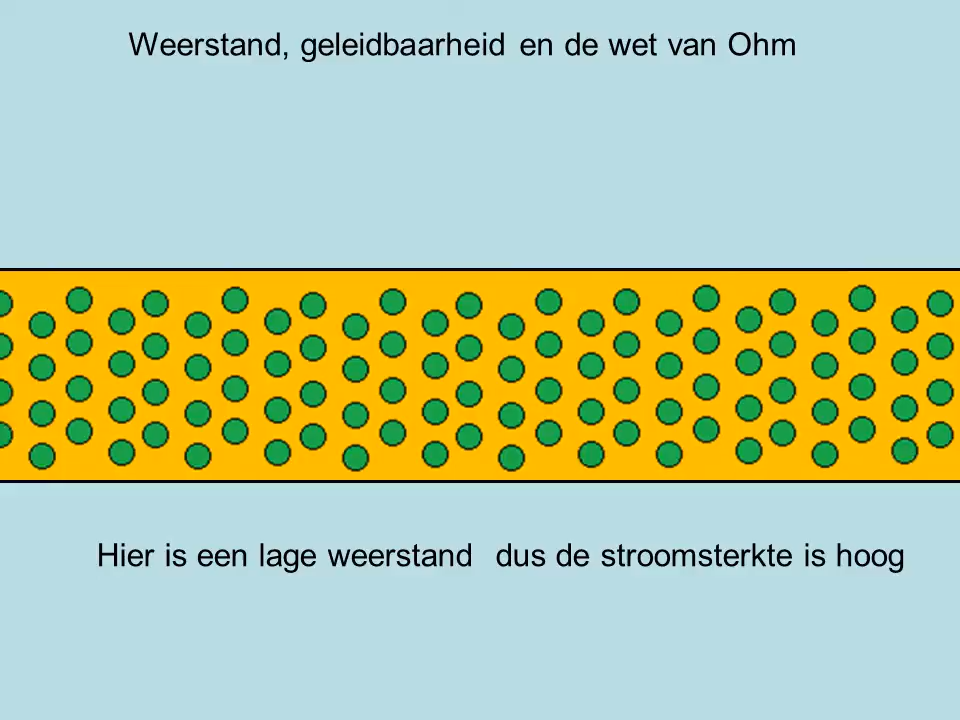 Weerstand, geleidbaarheid en de wet van Ohm
Hier is een lage weerstand  dus de stroomsterkte is hoog